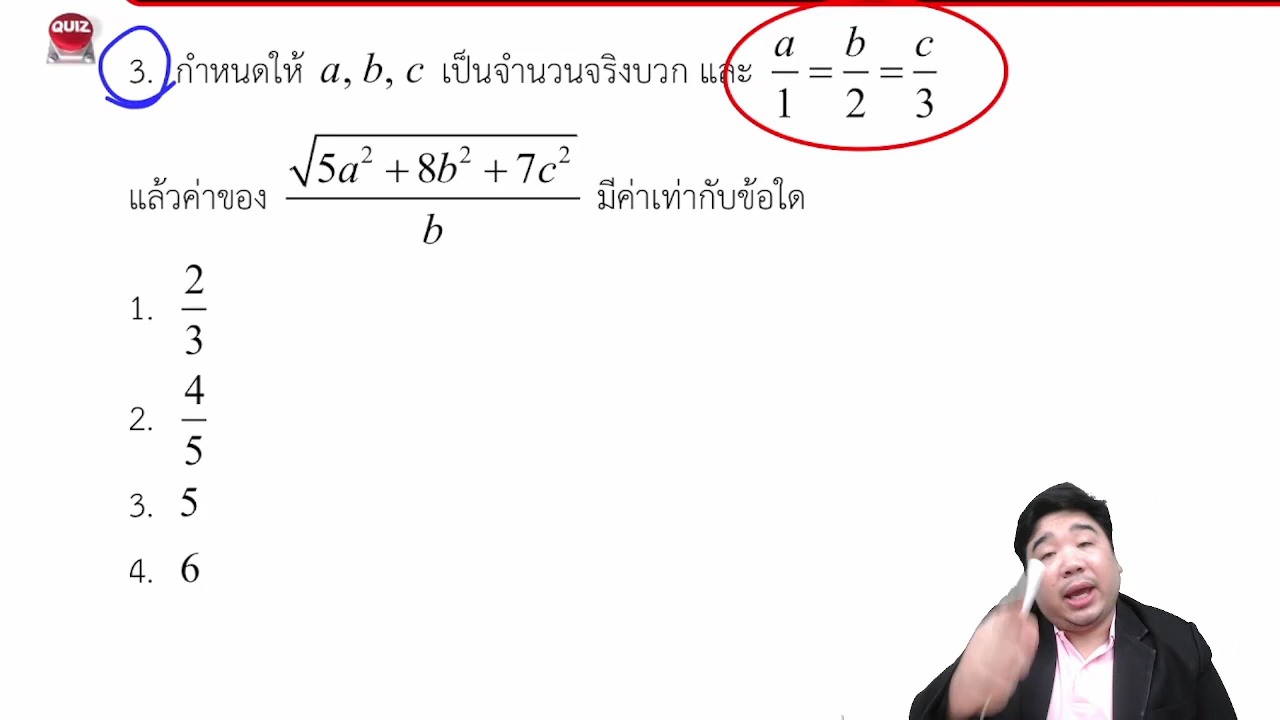 QUIZ
3. กำหนดให้ a, b, c เป็นจำนวนจริงบวก และ a/1 = b/2 = c/3
แล้วค่าของ √(5a² + 8b² + 7c²)/b มีค่าเท่ากับข้อใด
1. 2/3
2. 4/5
3. 5
4. 6